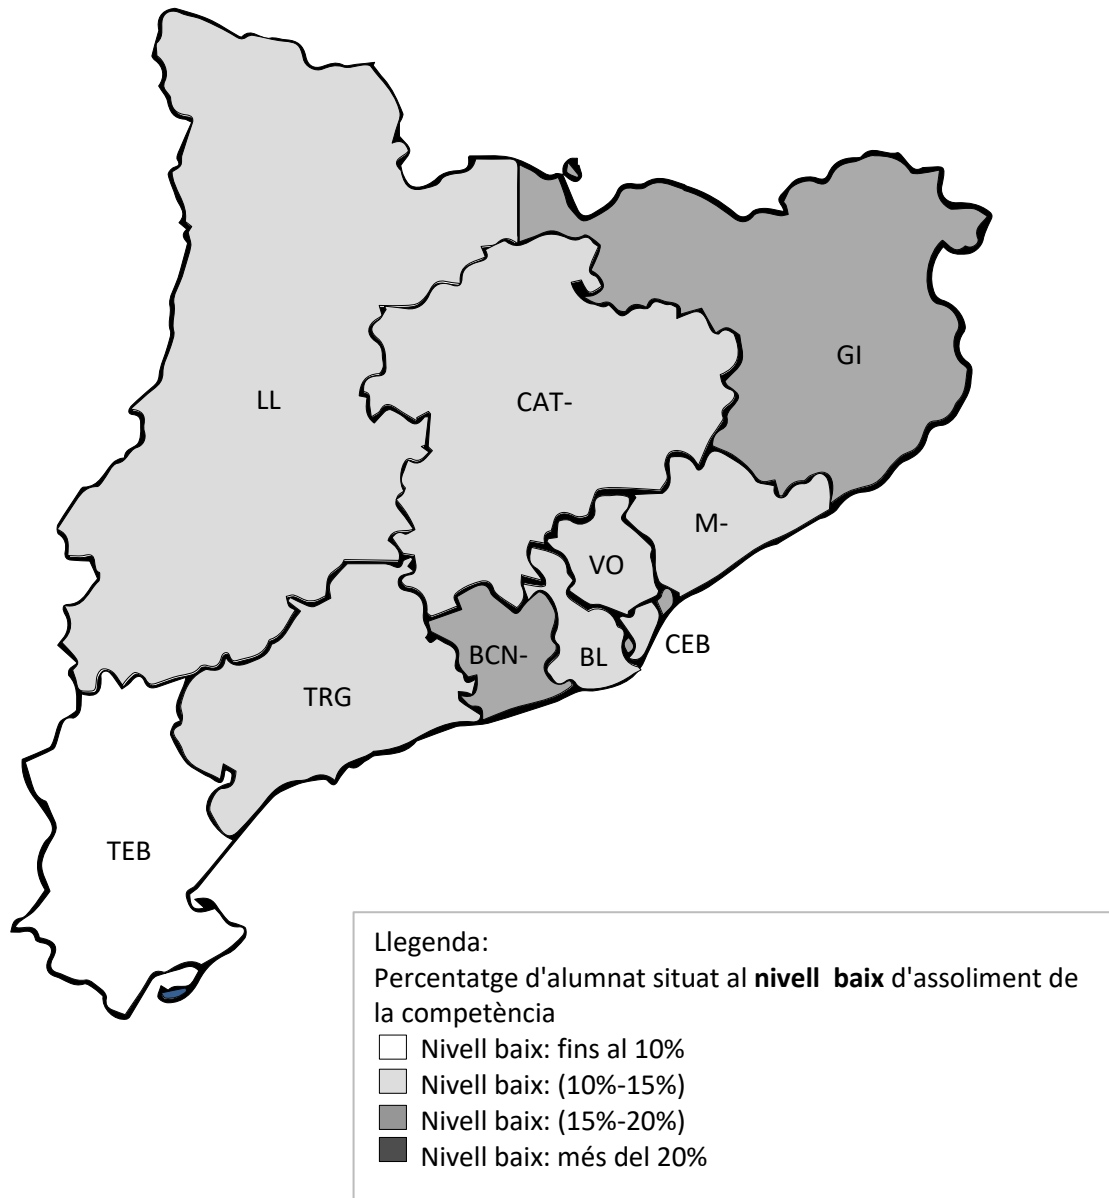 GI
LL
CAT-
M-
VO
CEB
BCN-
BL
TRG
TEB
Llegenda:
Percentatge d'alumnat situat al nivell baix d'assoliment de
la competència
Nivell baix: fins al 10%
Nivell baix: (10%-15%)
Nivell baix: (15%-20%)
Nivell baix: més del 20%